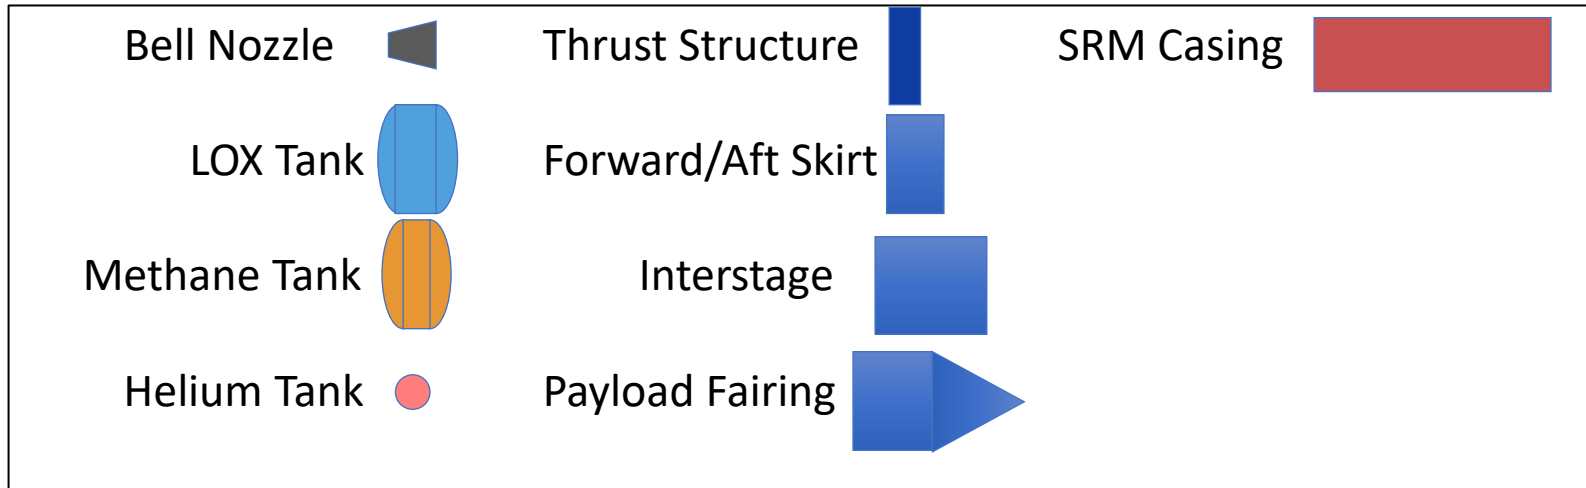 Bell Nozzle
Thrust Structure
SRM Casing
LOX Tank
Forward/Aft Skirt
Methane Tank
Interstage
Helium Tank
Payload Fairing